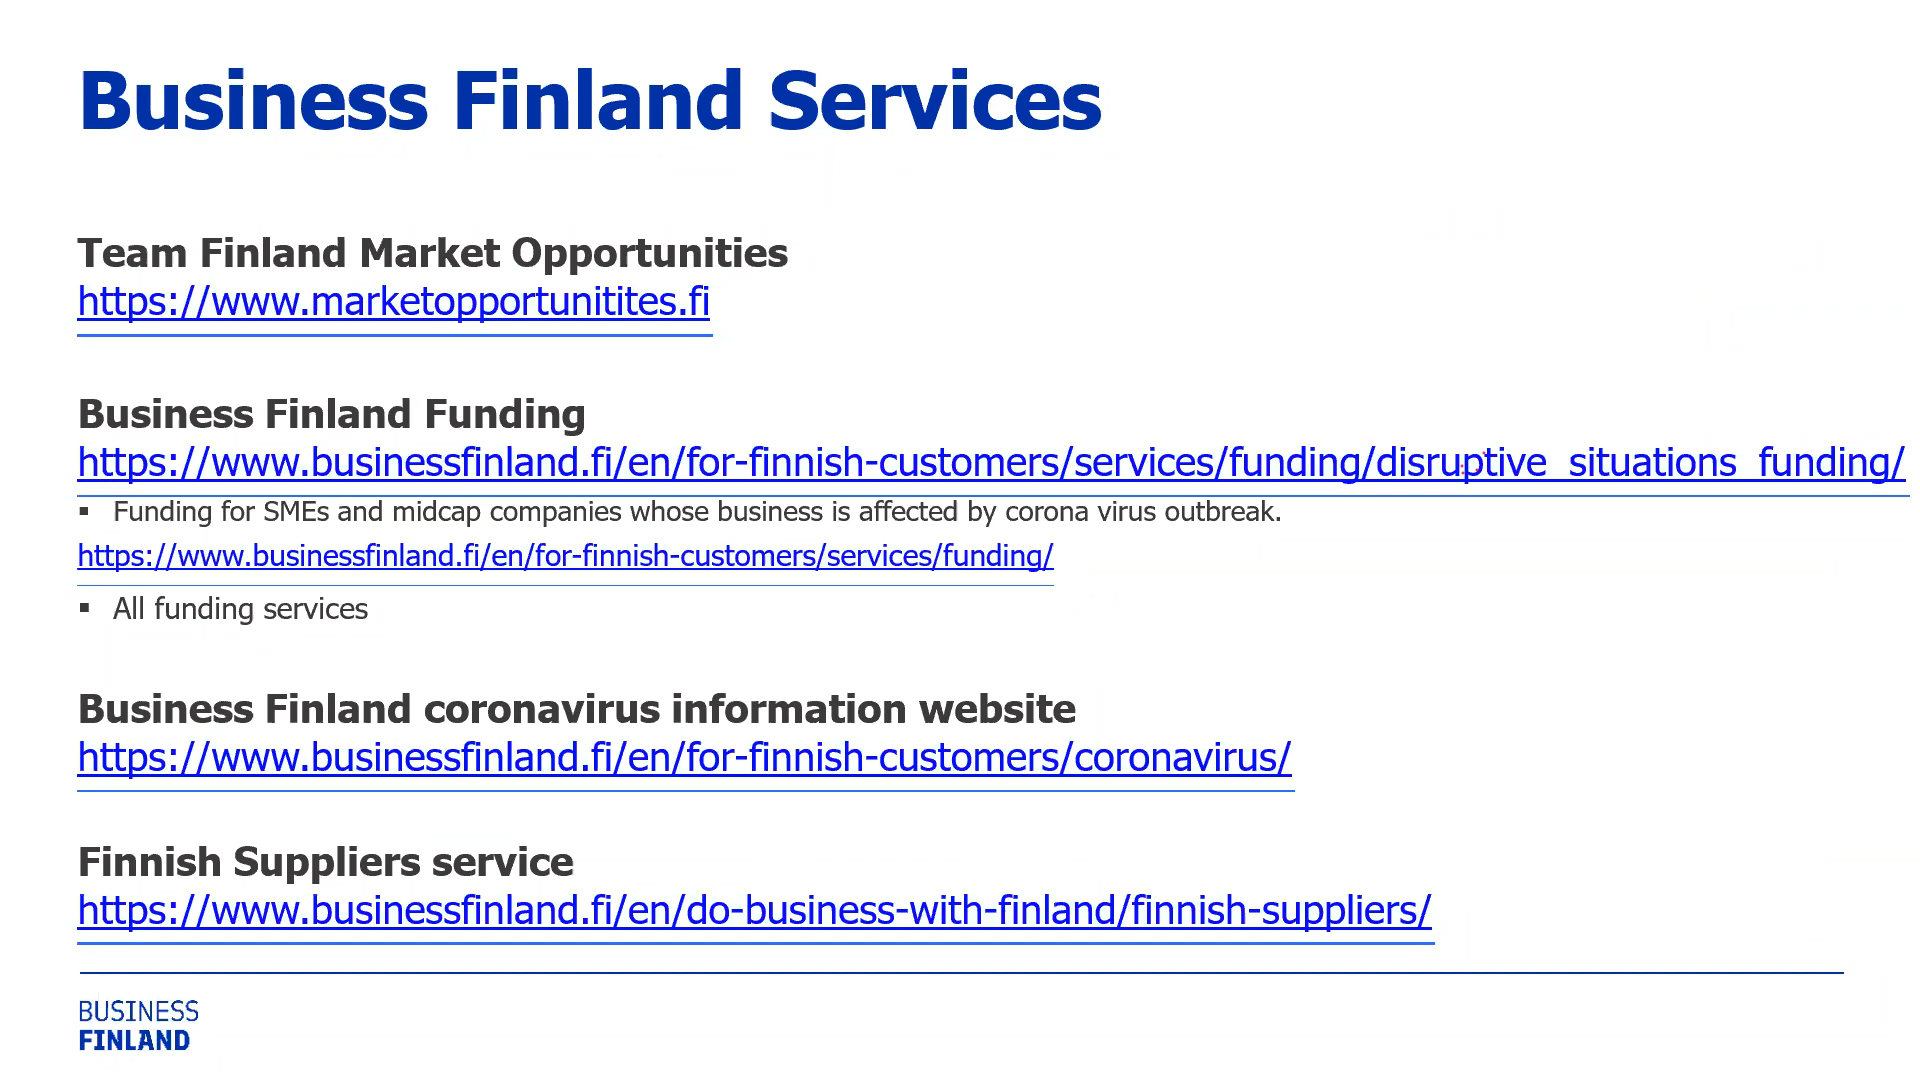 Business Finland Services
Team Finland Market Opportunities
https://www.marketopportunitites.fi
Business Finland Funding
https://www.businessfinland.fi/en/for-finnish-customers/services/funding/disruptive_situations_funding/
▪ Funding for SMEs and midcap companies whose business is affected by corona virus outbreak.
https://www.businessfinland.fi/en/for-finnish-customers/services/funding/
▪ All funding services
Business Finland coronavirus information website
https://www.businessfinland.fi/en/for-finnish-customers/coronavirus/
Finnish Suppliers service
https://www.businessfinland.fi/en/do-business-with-finland/finnish-suppliers/
BUSINESS
FINLAND